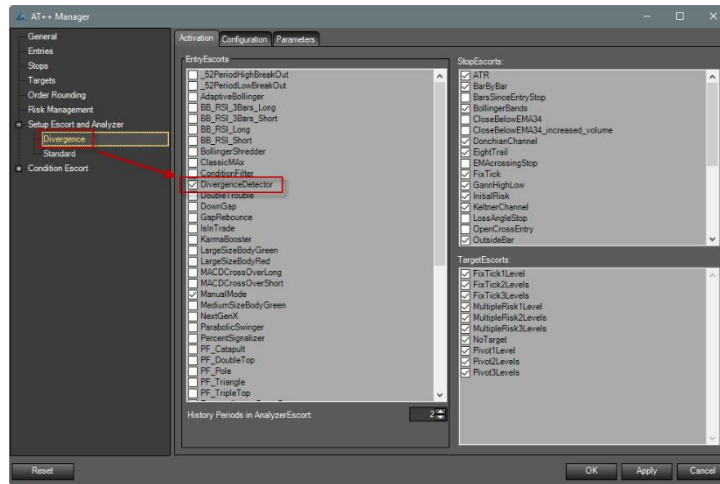 AT++ Manager
General
Entries
Stops
Targets
Order Rounding
Risk Management
Setup Escort and Analyzer
Divergence
Standard
Condition Escort
Activation Configuration Parameters
EntryEscorts
_52PeriodHighBreakOut
_52PeriodLowBreakOut
AdaptiveBollinger
BB_RSI_3Bars_Long
BB_RSI_3Bars_Short
BB_RSI_Long
BB_RSI_Short
BollingerShredder
ClassicMAx
ConditionFilter
DivergenceDetector
DoubleTrouble
DownGap
GapRebounce
IsInTrade
KarmaBooster
LargeSizeBodyGreen
LargeSizeBodyRed
MACDCrossOverLong
MACDCrossOverShort
ManualMode
MediumSizeBodyGreen
NextGenX
ParabolicSwinger
PercentSignalizer
PF_Catapult
PF_DoubleTop
PF_Pole
PF_Triangle
PF_TripleTop
History Periods in AnalyzerEscort: 2
StopEscorts:
ATR
BarByBar
BarsSinceEntryStop
BollingerBands
CloseBelowEMA34
CloseBelowEMA34_increased_volume
DonchianChannel
EightTrail
EMAcrossingStop
FixTick
GannHighLow
InitialRisk
KeltnerChannel
LossAngleStop
OpenCrossEntry
OutsideBar
TargetEscorts:
FixTick1Level
FixTick2Levels
FixTick3Levels
MultipleRisk1Level
MultipleRisk2Levels
MultipleRisk3Levels
NoTarget
Pivot1Level
Pivot2Levels
Pivot3Levels
Reset OK Apply Cancel